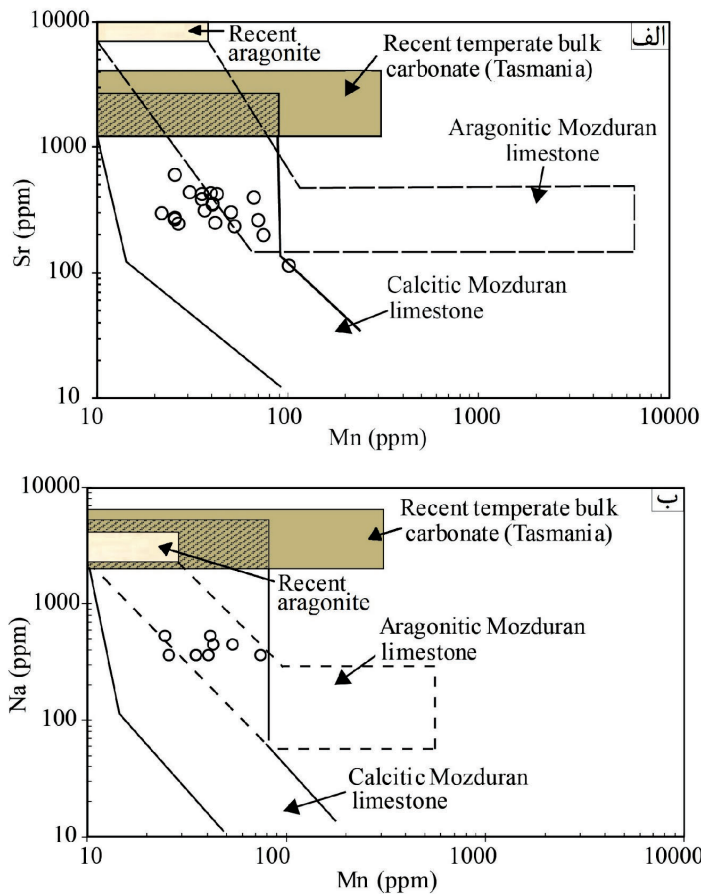 الف
10000
1000
100
10
Sr (ppm)
Recent
aragonite
Recent temperate bulk
carbonate (Tasmania)
Aragonitic Mozduran
limestone
Calcitic Mozduran
limestone
10
100
1000
10000
Mn (ppm)
ب
10000
1000
100
10
Na (ppm)
Recent temperate bulk
carbonate (Tasmania)
Recent
aragonite
Aragonitic Mozduran
limestone
Calcitic Mozduran
limestone
10
100
1000
10000
Mn (ppm)